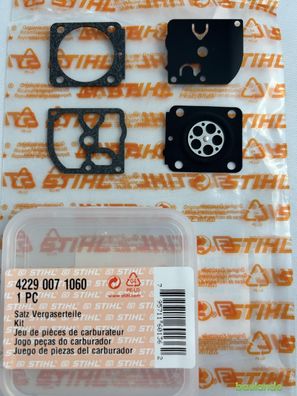 STIHL
4229 007 1060
1 PC
Satz Vergaserteile
Kit
Jeu de pièces de carburateur
Jogo peças do carburador
Juego de piezas del carburador